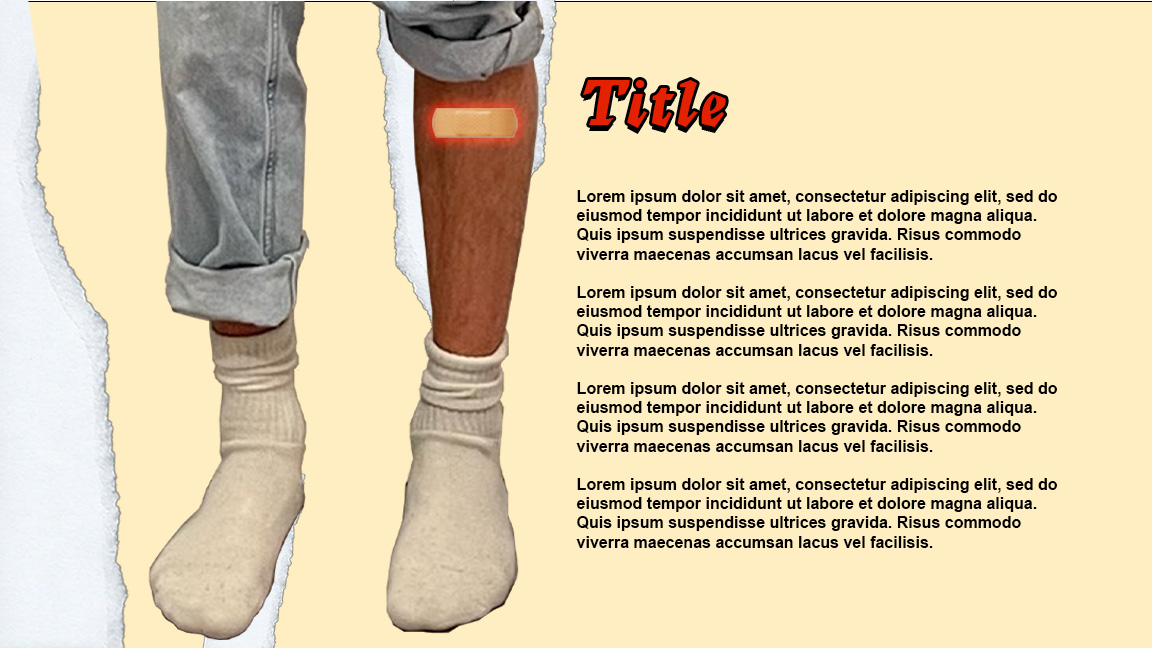 Title
Lorem ipsum dolor sit amet, consectetur adipiscing elit, sed do
eiusmod tempor incididunt ut labore et dolore magna aliqua.
Quis ipsum suspendisse ultrices gravida. Risus commodo
viverra maecenas accumsan lacus vel facilisis.
Lorem ipsum dolor sit amet, consectetur adipiscing elit, sed do
eiusmod tempor incididunt ut labore et dolore magna aliqua.
Quis ipsum suspendisse ultrices gravida. Risus commodo
viverra maecenas accumsan lacus vel facilisis.
Lorem ipsum dolor sit amet, consectetur adipiscing elit, sed do
eiusmod tempor incididunt ut labore et dolore magna aliqua.
Quis ipsum suspendisse ultrices gravida. Risus commodo
viverra maecenas accumsan lacus vel facilisis.
Lorem ipsum dolor sit amet, consectetur adipiscing elit, sed do
eiusmod tempor incididunt ut labore et dolore magna aliqua.
Quis ipsum suspendisse ultrices gravida. Risus commodo
viverra maecenas accumsan lacus vel facilisis.